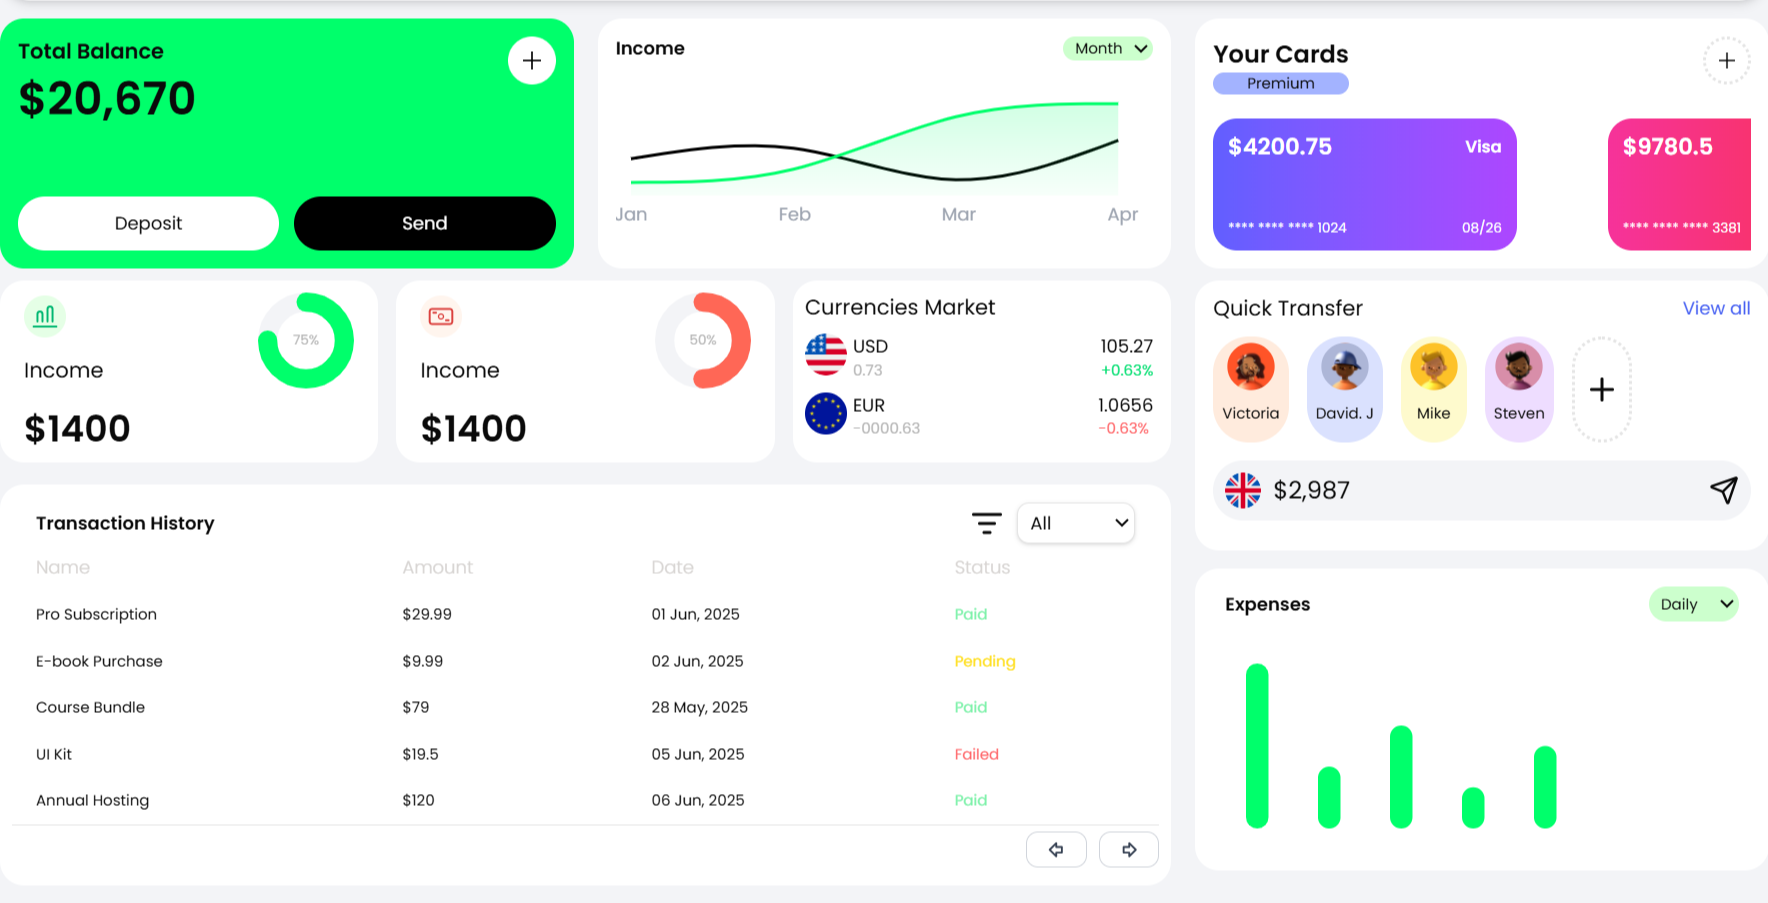 Total Balance
$20,670
Deposit
Send
Income
Month
Jan
Feb
Mar
Apr
Your Cards
Premium
$4200.75
Visa
**** **** **** 1024
08/26
$9780.5
**** **** **** 3381
75%
Income
$1400
50%
Income
$1400
Currencies Market
USD
105.27
0.73
+0.63%
EUR
1.0656
-0000.63
-0.63%
Quick Transfer
View all
Victoria
David. J
Mike
Steven
$2,987
Transaction History
All
Name Amount Date Status
Pro Subscription $29.99 01 Jun, 2025 Paid
E-book Purchase $9.99 02 Jun, 2025 Pending
Course Bundle $79 28 May, 2025 Paid
UI Kit $19.5 05 Jun, 2025 Failed
Annual Hosting $120 06 Jun, 2025 Paid
Expenses
Daily